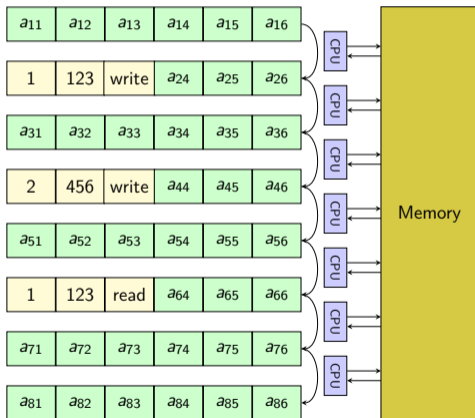 a11 a12 a13 a14 a15 a16
CPU
1 123 write a24 a25 a26
CPU
a31 a32 a33 a34 a35 a36
CPU
2 456 write a44 a45 a46
CPU
Memory
a51 a52 a53 a54 a55 a56
CPU
1 123 read a64 a65 a66
CPU
a71 a72 a73 a74 a75 a76
CPU
a81 a82 a83 a84 a85 a86